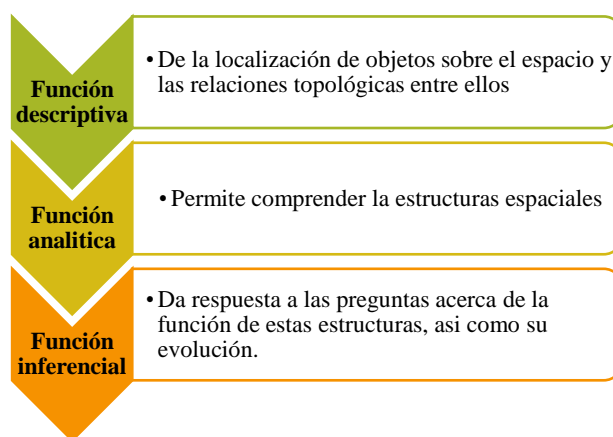 Función
descriptiva
• De la localización de objetos sobre el espacio y
las relaciones topológicas entre ellos
Función
analitica
• Permite comprender la estructuras espaciales
Función
inferencial
• Da respuesta a las preguntas acerca de la
función de estas estructuras, asi como su
evolución.